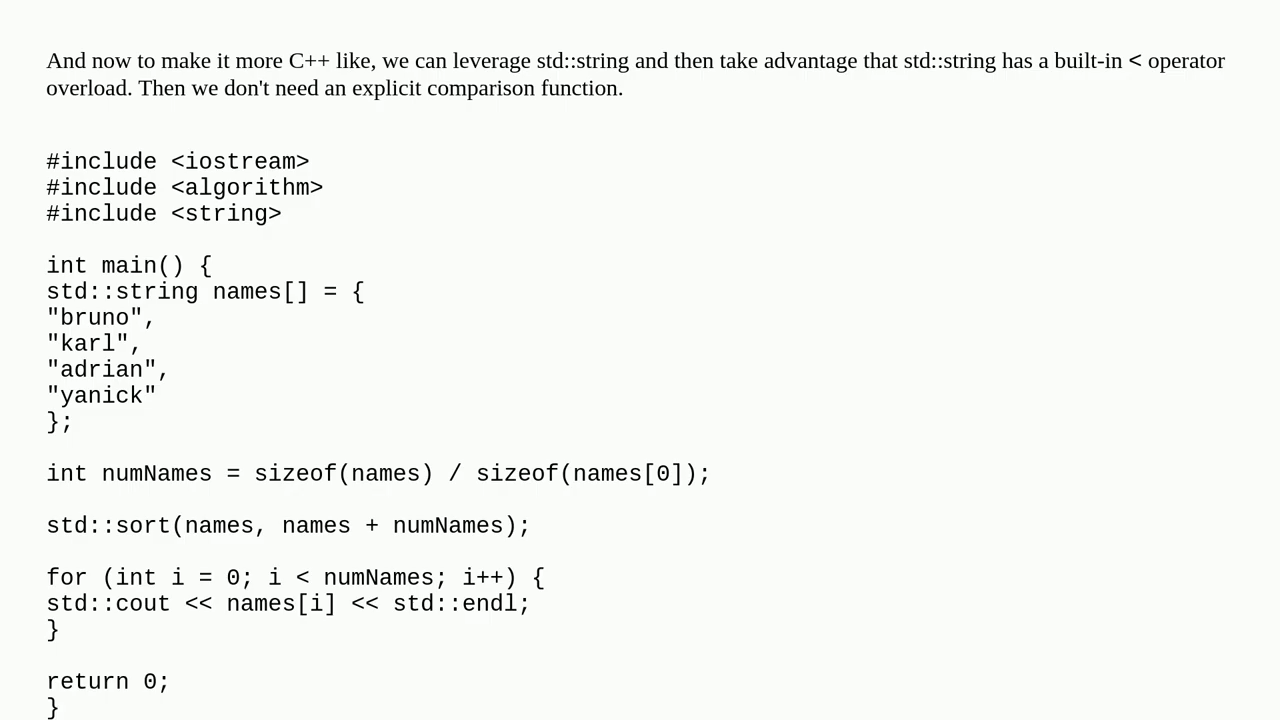 And now to make it more C++ like, we can leverage std::string and then take advantage that std::string has a built-in < operator
overload. Then we don't need an explicit comparison function.
#include <iostream>
#include <algorithm>
#include <string>
int main() {
std::string names[] = {
"bruno",
"karl",
"adrian",
"yanick"
};
int numNames = sizeof(names) / sizeof(names[0]);
std::sort(names, names + numNames);
for (int i = 0; i < numNames; i++) {
std::cout << names[i] << std::endl;
}
return 0;
}